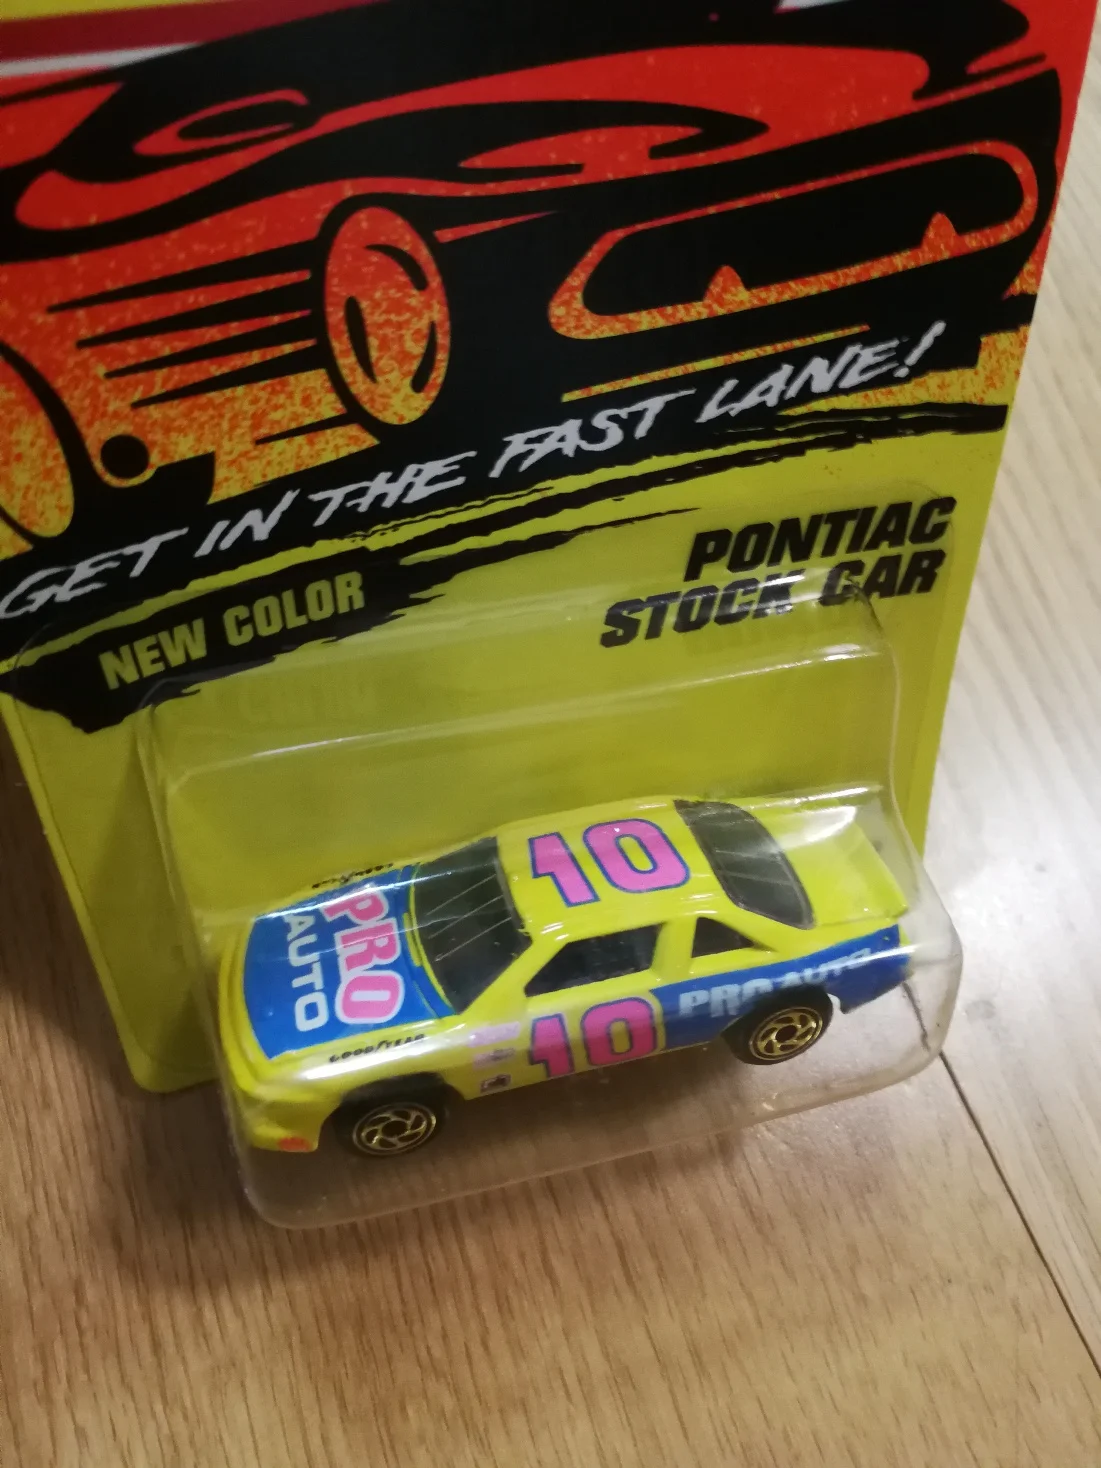 GET IN THE FAST LANE!
NEW COLOR
PONTIAC
STOCK CAR
10
PRO
AUTO
GOODYEAR
10
PRO AUTO